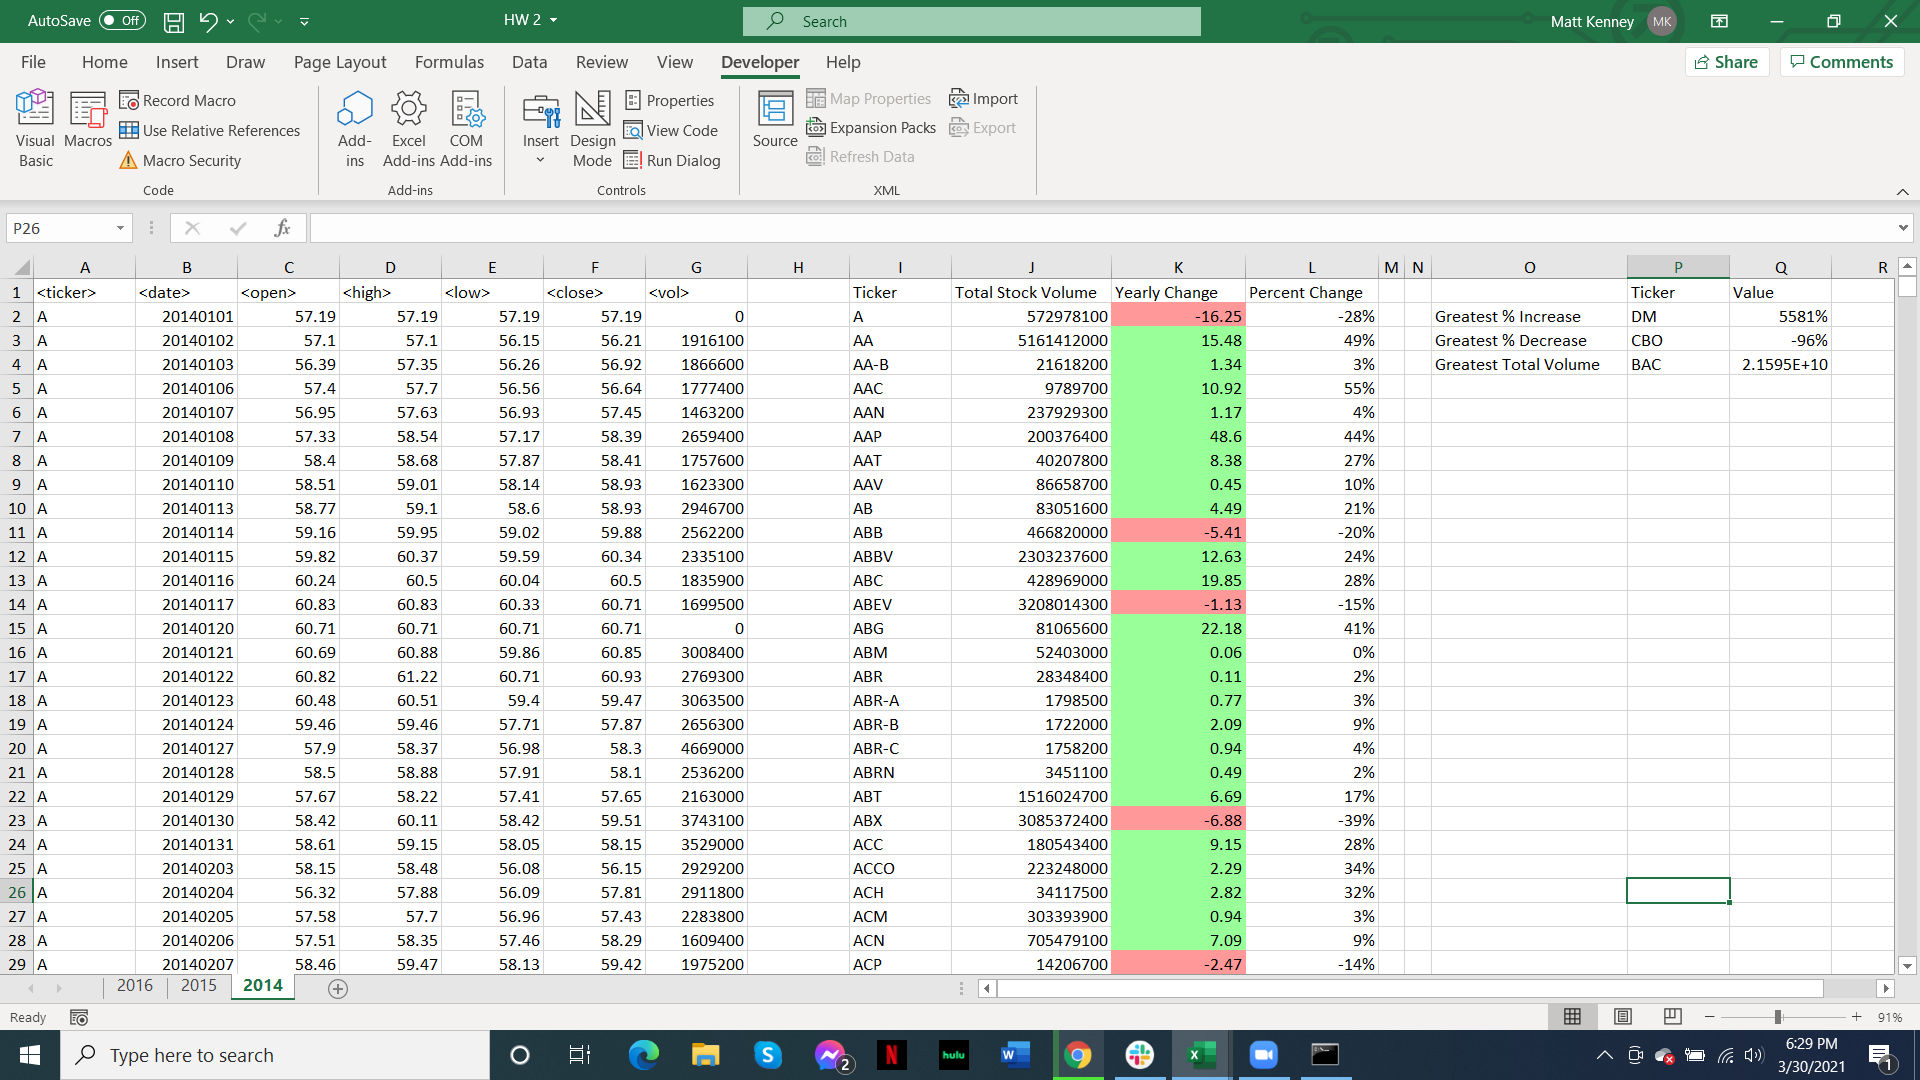 AutoSave Off HW 2 Search Matt Kenney MK
File Home Insert Draw Page Layout Formulas Data Review View Developer Help Share Comments
Visual Basic Macros Record Macro Use Relative References Macro Security Code
Add-ins Excel Add-ins COM Add-ins Add-ins
Insert Design Mode Properties View Code Run Dialog Controls
Source Map Properties Expansion Packs Refresh Data Import Export XML
P26 fx
A B C D E F G H I J K L M N O P Q R
1 <ticker> <date> <open> <high> <low> <close> <vol> Ticker Total Stock Volume Yearly Change Percent Change Ticker Value
2 A 20140101 57.19 57.19 57.19 57.19 0 A 572978100 -16.25 -28% Greatest % Increase DM 5581%
3 A 20140102 57.1 57.1 56.15 56.21 1916100 AA 5161412000 15.48 49% Greatest % Decrease CBO -96%
4 A 20140103 56.39 57.35 56.26 56.92 1866600 AA-B 21618200 1.34 3% Greatest Total Volume BAC 2.1595E+10
5 A 20140106 57.4 57.7 56.56 56.64 1777400 AAC 9789700 10.92 55%
6 A 20140107 56.95 57.63 56.93 57.45 1463200 AAN 237929300 1.17 4%
7 A 20140108 57.33 58.54 57.17 58.39 2659400 AAP 200376400 48.6 44%
8 A 20140109 58.4 58.68 57.87 58.41 1757600 AAT 40207800 8.38 27%
9 A 20140110 58.51 59.01 58.14 58.93 1623300 AAV 86658700 0.45 10%
10 A 20140113 58.77 59.1 58.6 58.93 2946700 AB 83051600 4.49 21%
11 A 20140114 59.16 59.95 59.02 59.88 2562200 ABB 466820000 -5.41 -20%
12 A 20140115 59.82 60.37 59.59 60.34 2335100 ABBV 2303237600 12.63 24%
13 A 20140116 60.24 60.5 60.04 60.5 1835900 ABC 428969000 19.85 28%
14 A 20140117 60.83 60.83 60.33 60.71 1699500 ABEV 3208014300 -1.13 -15%
15 A 20140120 60.71 60.71 60.71 60.71 0 ABG 81065600 22.18 41%
16 A 20140121 60.69 60.88 59.86 60.85 3008400 ABM 52403000 0.06 0%
17 A 20140122 60.82 61.22 60.71 60.93 2769300 ABR 28348400 0.11 2%
18 A 20140123 60.48 60.51 59.4 59.47 3063500 ABR-A 1798500 0.77 3%
19 A 20140124 59.46 59.46 57.71 57.87 2656300 ABR-B 1722000 2.09 9%
20 A 20140127 57.9 58.37 56.98 58.3 4669000 ABR-C 1758200 0.94 4%
21 A 20140128 58.5 58.88 57.91 58.1 2536200 ABRN 3451100 0.49 2%
22 A 20140129 57.67 58.22 57.41 57.65 2163000 ABT 1516024700 6.69 17%
23 A 20140130 58.42 60.11 58.42 59.51 3743100 ABX 3085372400 -6.88 -39%
24 A 20140131 58.61 59.15 58.05 58.15 3529000 ACC 180543400 9.15 28%
25 A 20140203 58.15 58.48 56.08 56.15 2929200 ACCO 223248000 2.29 34%
26 A 20140204 56.32 57.88 56.09 57.81 2911800 ACH 34117500 2.82 32%
27 A 20140205 57.58 57.7 56.96 57.43 2283800 ACM 303393900 0.94 3%
28 A 20140206 57.51 58.35 57.46 58.29 1609400 ACN 705479100 7.09 9%
29 A 20140207 58.46 59.47 58.13 59.42 1975200 ACP 14206700 -2.47 -14%
2016 2015 2014
Ready 91%
Type here to search hulu 2 6:29 PM
3/30/2021 1